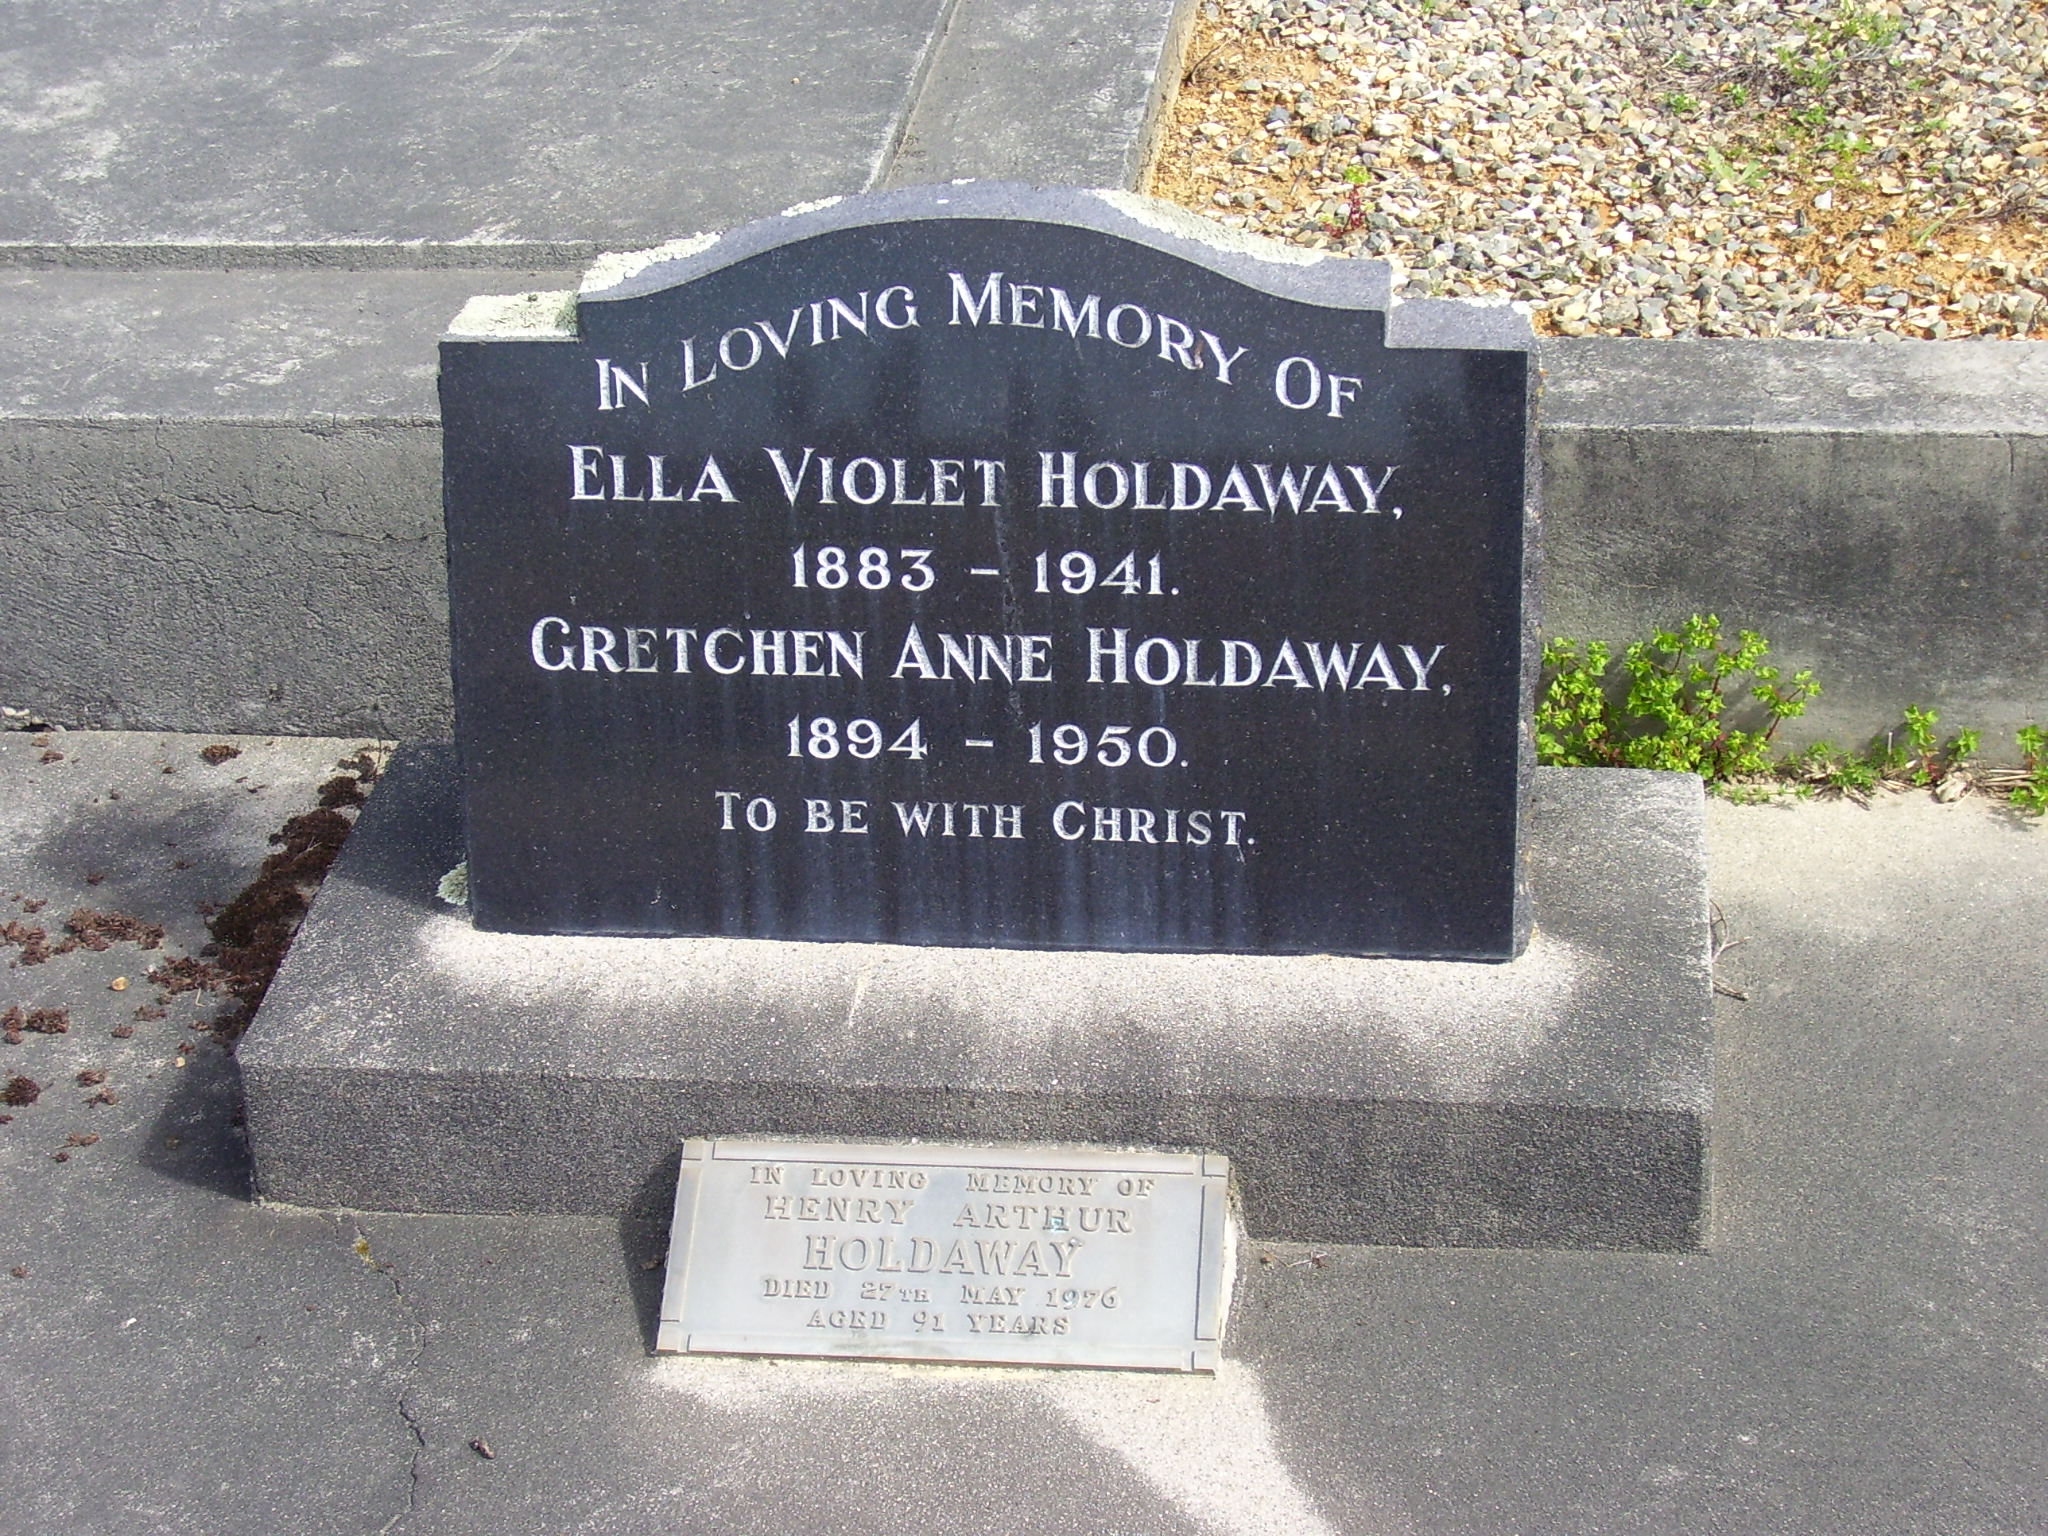 In Loving Memory Of
Ella Violet Holdaway,
1883 - 1941.
Gretchen Anne Holdaway,
1894 - 1950.
To be with Christ.
IN LOVING MEMORY OF
HENRY ARTHUR
HOLDAWAY
DIED 27TH MAY 1976
AGED 91 YEARS